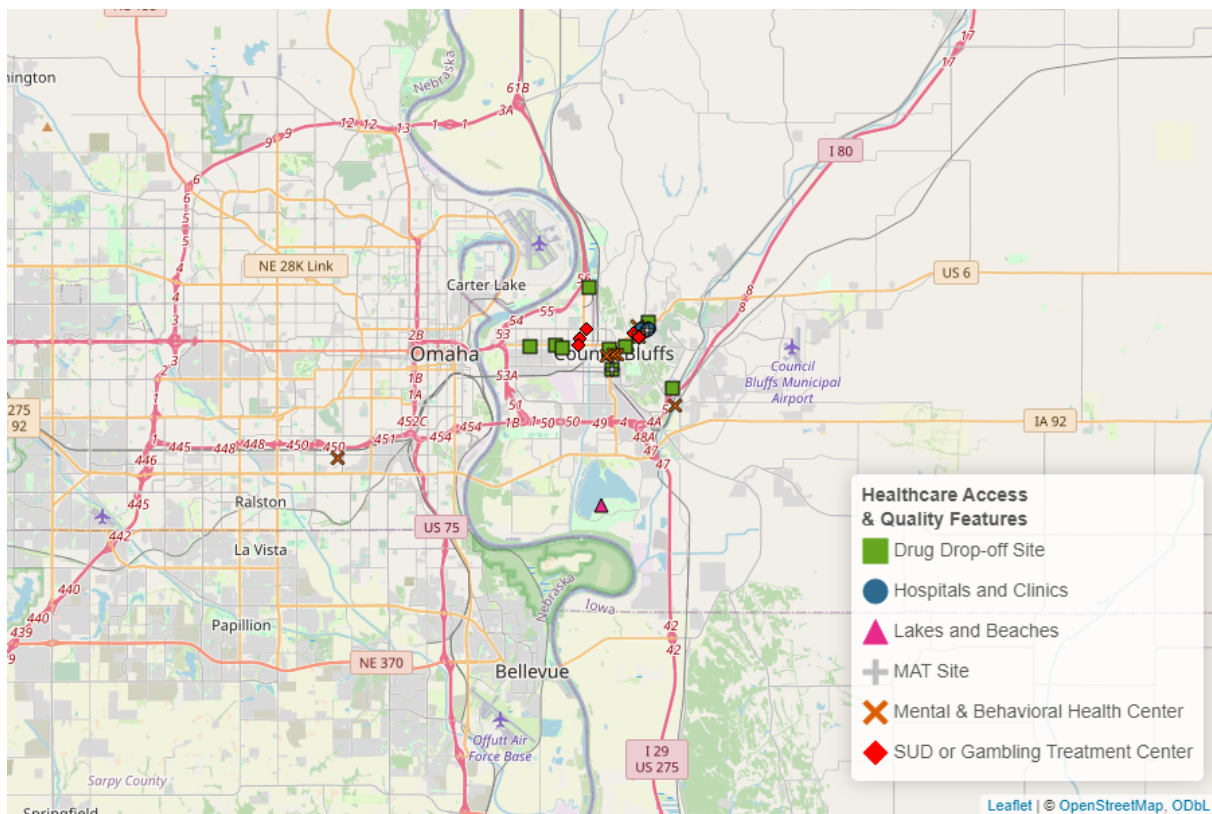 Nebraska
17
17
nington
61B
3A
12 12 13 1 1
9
9
I 80
6
6
5
5
4
4
3
3
NE 28K Link
Carter Lake
56
55
54
53
US 6
8
8
2B
2
1
Omaha
Council Bluffs
53A
Council
Bluffs Municipal
Airport
1B
1A
51
275
92
1
452C
1B 1 50 50 49 4 4A
48A
IA 92
445 448 448 450 450 451 454 454
47
47
446
445
Ralston
442
US 75
La Vista
Healthcare Access
& Quality Features
Drug Drop-off Site
Hospitals and Clinics
Lakes and Beaches
MAT Site
Mental & Behavioral Health Center
SUD or Gambling Treatment Center
440
440
439
Nebraska
Iowa
Papillion
42
42
NE 370
Bellevue
Offutt Air
Force Base
I 29
US 275
Sarpy County
Springfield
Leaflet | © OpenStreetMap, ODbL